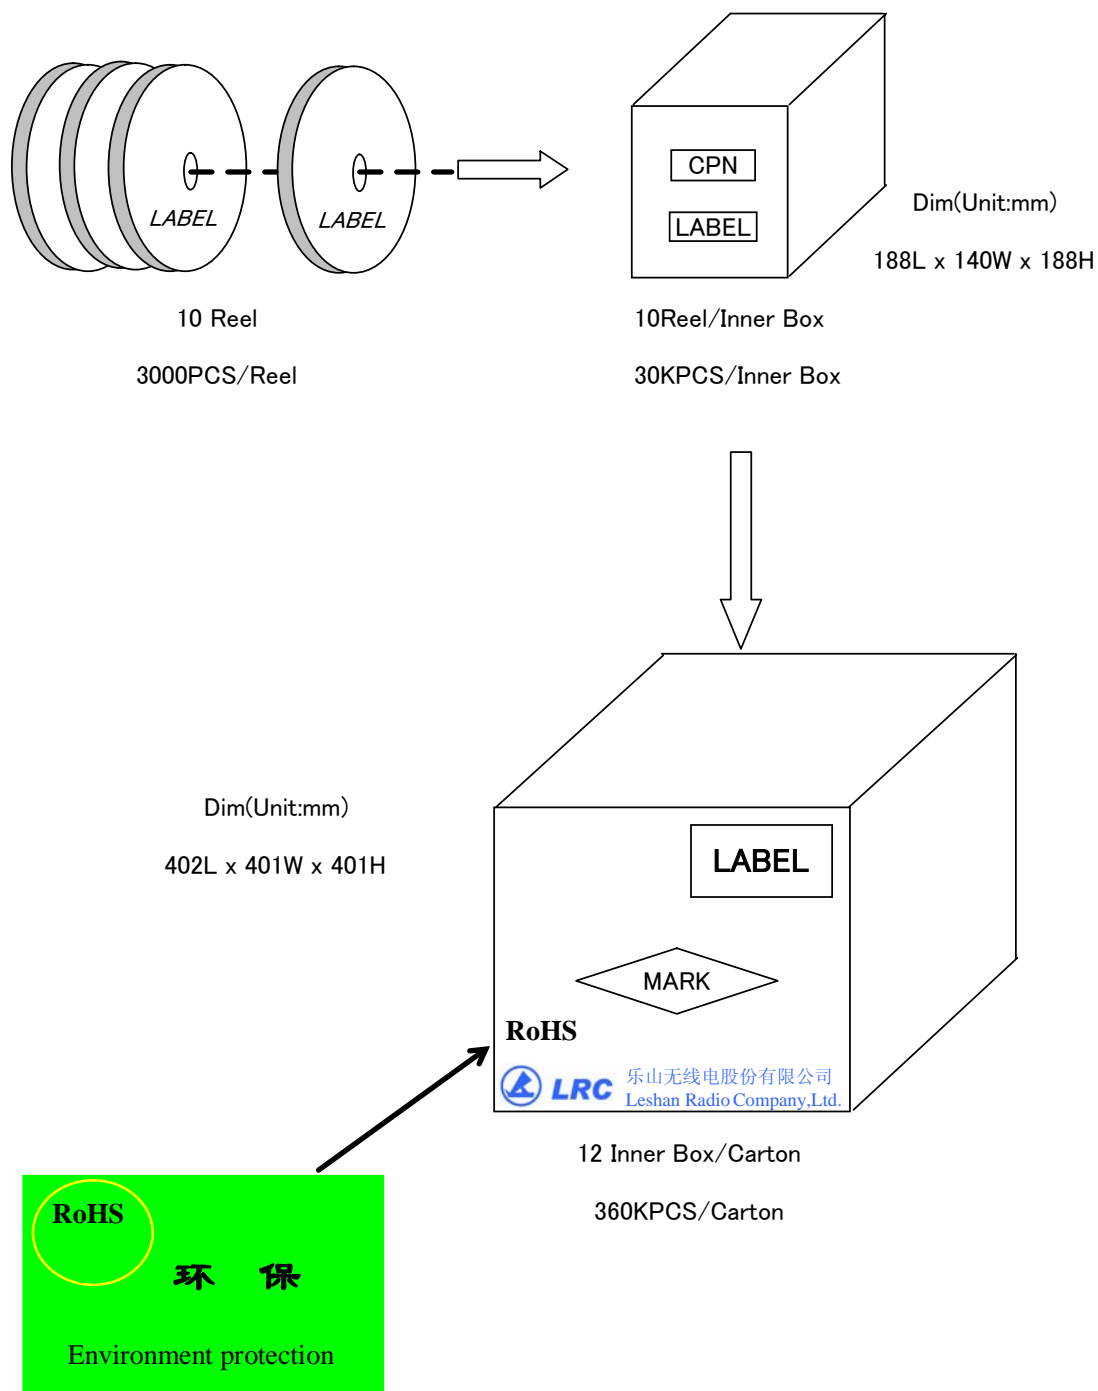 LABEL
LABEL
10 Reel
3000PCS/Reel
CPN
LABEL
10Reel/Inner Box
30KPCS/Inner Box
Dim(Unit:mm)
188L x 140W x 188H
Dim(Unit:mm)
402L x 401W x 401H
LABEL
MARK
RoHS
LRC
乐山无线电股份有限公司
Leshan Radio Company,Ltd.
12 Inner Box/Carton
360KPCS/Carton
RoHS
环 保
Environment protection